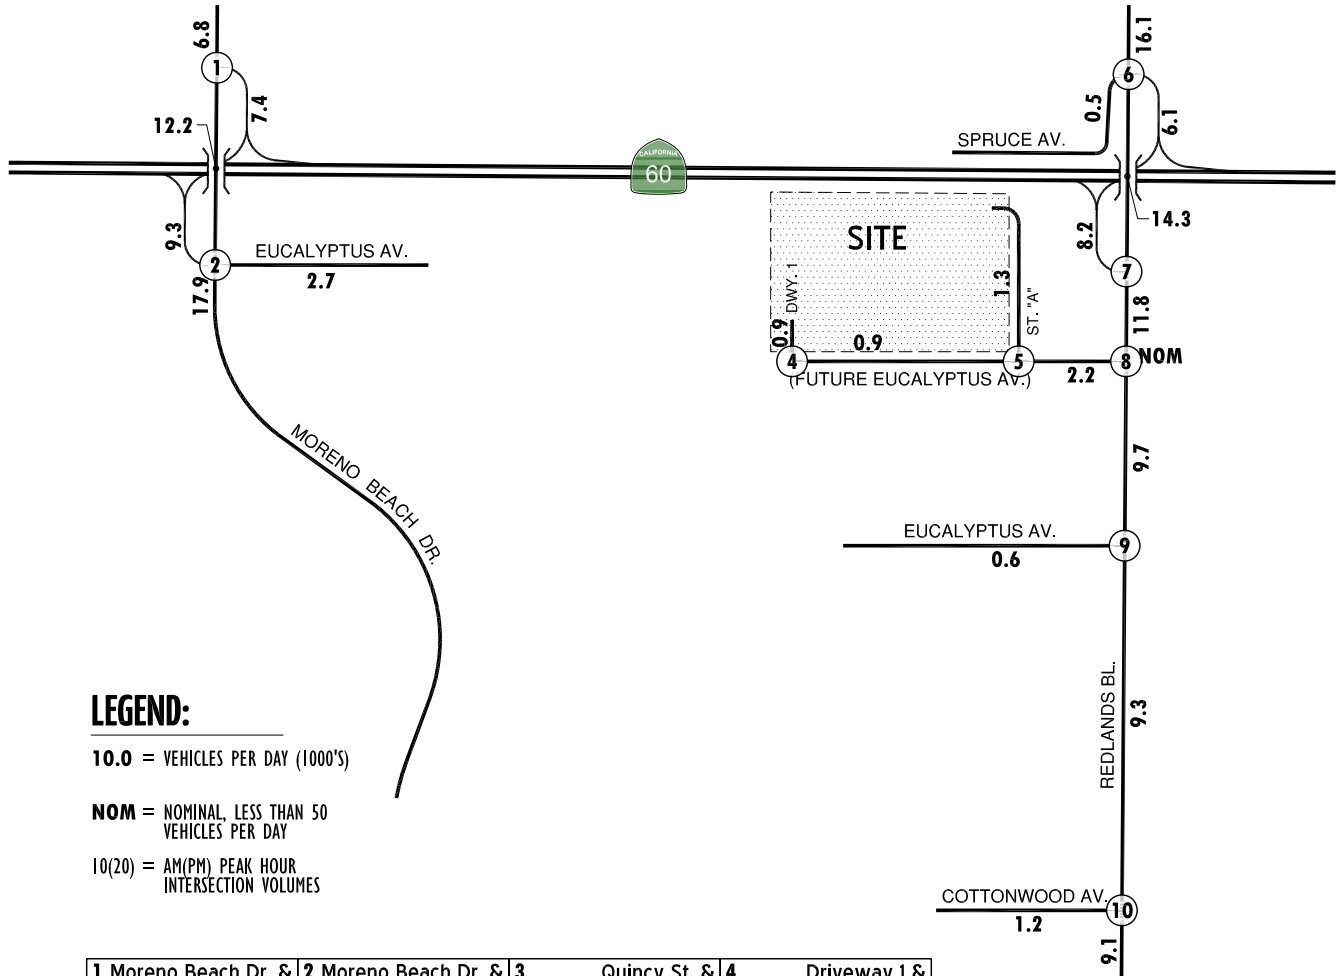 6.8
1
7.4
12.2
9.3
2
17.9
EUCALYPTUS AV.
2.7
MORENO BEACH DR.
CALIFORNIA
60
16.1
6
0.5
6.1
SPRUCE AV.
14.3
8.2
7
11.8
SITE
1.3
ST. "A"
DWY. 1
0.9
0.9
4
5
8
NOM
(FUTURE EUCALYPTUS AV.)
2.2
9.7
EUCALYPTUS AV.
0.6
9
REDLANDS BL.
9.3
COTTONWOOD AV.
1.2
10
9.1
LEGEND:
10.0 = VEHICLES PER DAY (1000'S)
NOM = NOMINAL, LESS THAN 50
VEHICLES PER DAY
10(20) = AM(PM) PEAK HOUR
INTERSECTION VOLUMES
1 Moreno Beach Dr. &
2 Moreno Beach Dr. &
3 Quincy St. &
4 Driveway 1 &